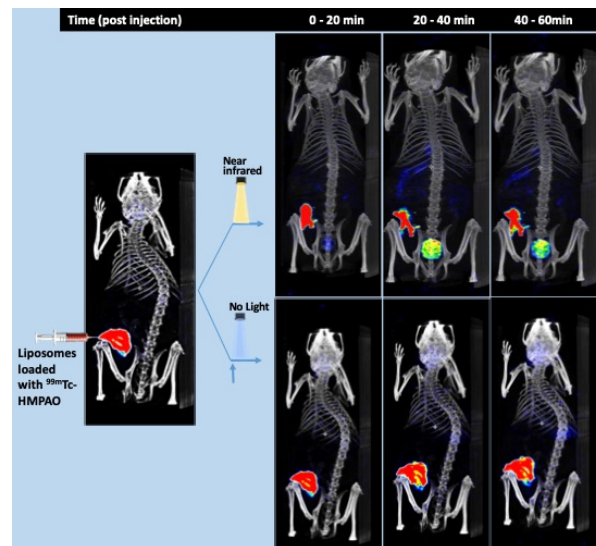 Time (post injection) 0 - 20 min 20 - 40 min 40 - 60min
Near
infrared
No Light
Liposomes
loaded
with ⁹⁹ᵐTc-
HMPAO